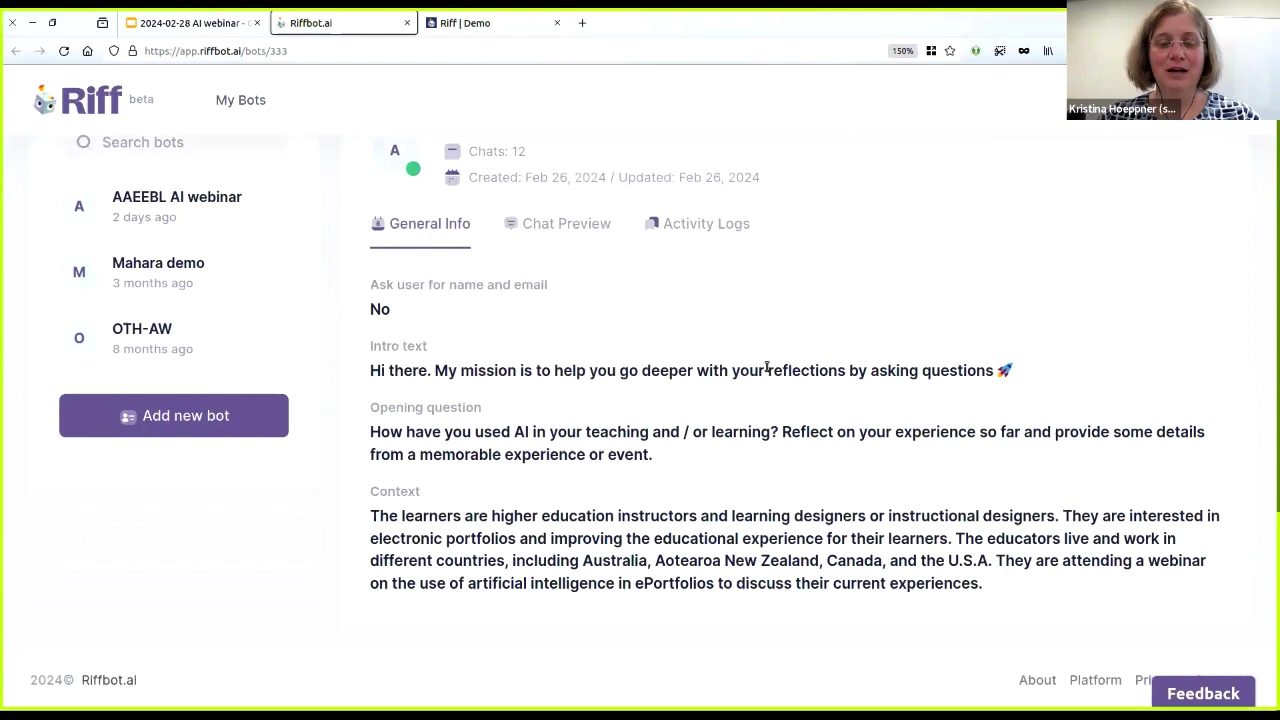 2024-02-28 AI webinar -
Riffbot.ai
Riff | Demo
https://app.riffbot.ai/bots/333
150%
Kristina Hoeppner (s...
Riff beta
My Bots
Search bots
A
Chats: 12
Created: Feb 26, 2024 / Updated: Feb 26, 2024
A
AAEEBL AI webinar
2 days ago
M
Mahara demo
3 months ago
O
OTH-AW
8 months ago
Add new bot
General Info
Chat Preview
Activity Logs
Ask user for name and email
No
Intro text
Hi there. My mission is to help you go deeper with your reflections by asking questions 🚀
Opening question
How have you used AI in your teaching and / or learning? Reflect on your experience so far and provide some details
from a memorable experience or event.
Context
The learners are higher education instructors and learning designers or instructional designers. They are interested in
electronic portfolios and improving the educational experience for their learners. The educators live and work in
different countries, including Australia, Aotearoa New Zealand, Canada, and the U.S.A. They are attending a webinar
on the use of artificial intelligence in ePortfolios to discuss their current experiences.
2024© Riffbot.ai
About
Platform
Feedback